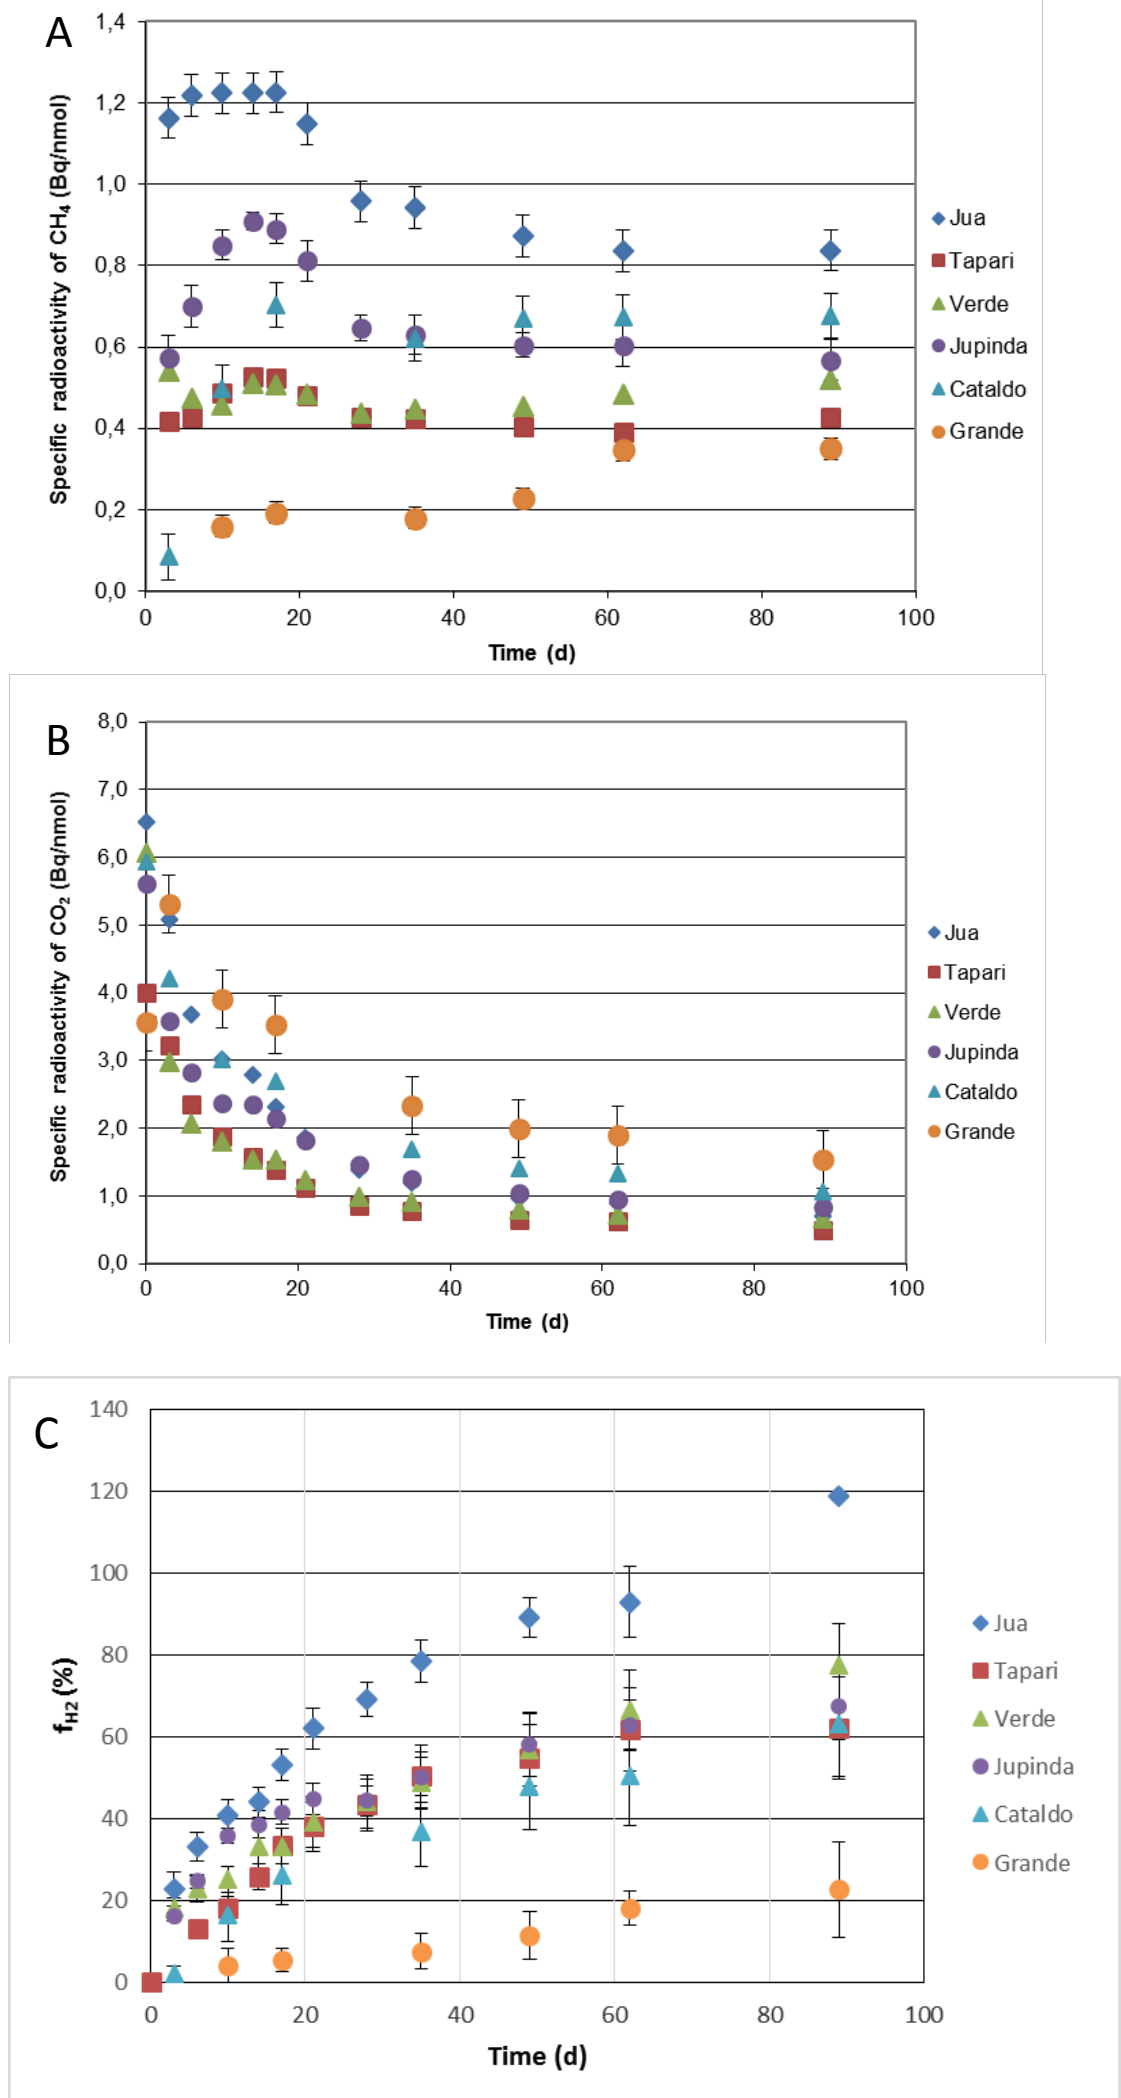 A
Specific radioactivity of CH₄ (Bq/nmol)
1,4
1,2
1,0
0,8
0,6
0,4
0,2
0,0
0 20 40 60 80 100
Time (d)
Jua
Tapari
Verde
Jupinda
Cataldo
Grande
B
Specific radioactivity of CO₂ (Bq/nmol)
8,0
7,0
6,0
5,0
4,0
3,0
2,0
1,0
0,0
0 20 40 60 80 100
Time (d)
Jua
Tapari
Verde
Jupinda
Cataldo
Grande
C
f_H2 (%)
140
120
100
80
60
40
20
0
0 20 40 60 80 100
Time (d)
Jua
Tapari
Verde
Jupinda
Cataldo
Grande